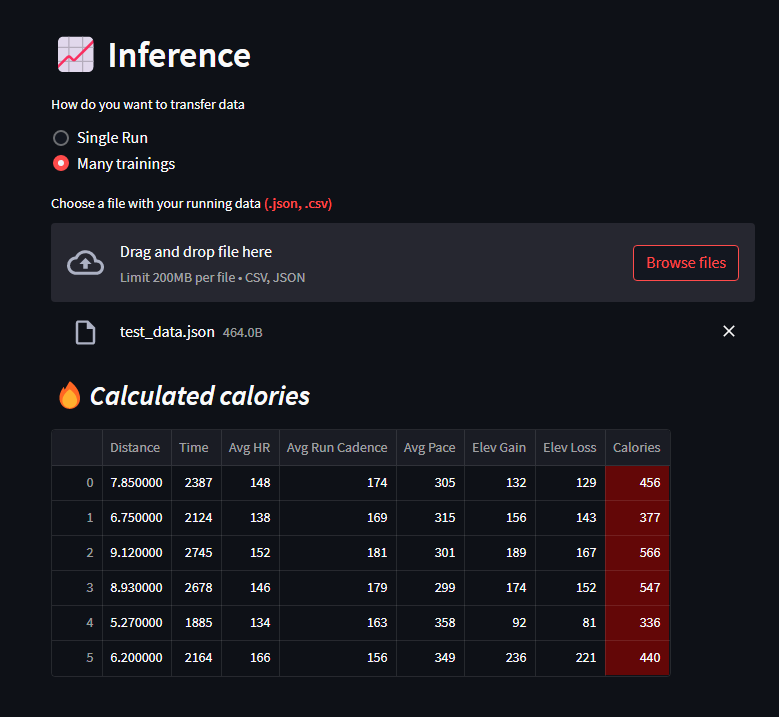 Inference
How do you want to transfer data
Single Run
Many trainings
Choose a file with your running data (.json, .csv)
Drag and drop file here
Limit 200MB per file • CSV, JSON
Browse files
test_data.json 464.0B
Calculated calories
Distance Time Avg HR Avg Run Cadence Avg Pace Elev Gain Elev Loss Calories
0 7.850000 2387 148 174 305 132 129 456
1 6.750000 2124 138 169 315 156 143 377
2 9.120000 2745 152 181 301 189 167 566
3 8.930000 2678 146 179 299 174 152 547
4 5.270000 1885 134 163 358 92 81 336
5 6.200000 2164 166 156 349 236 221 440